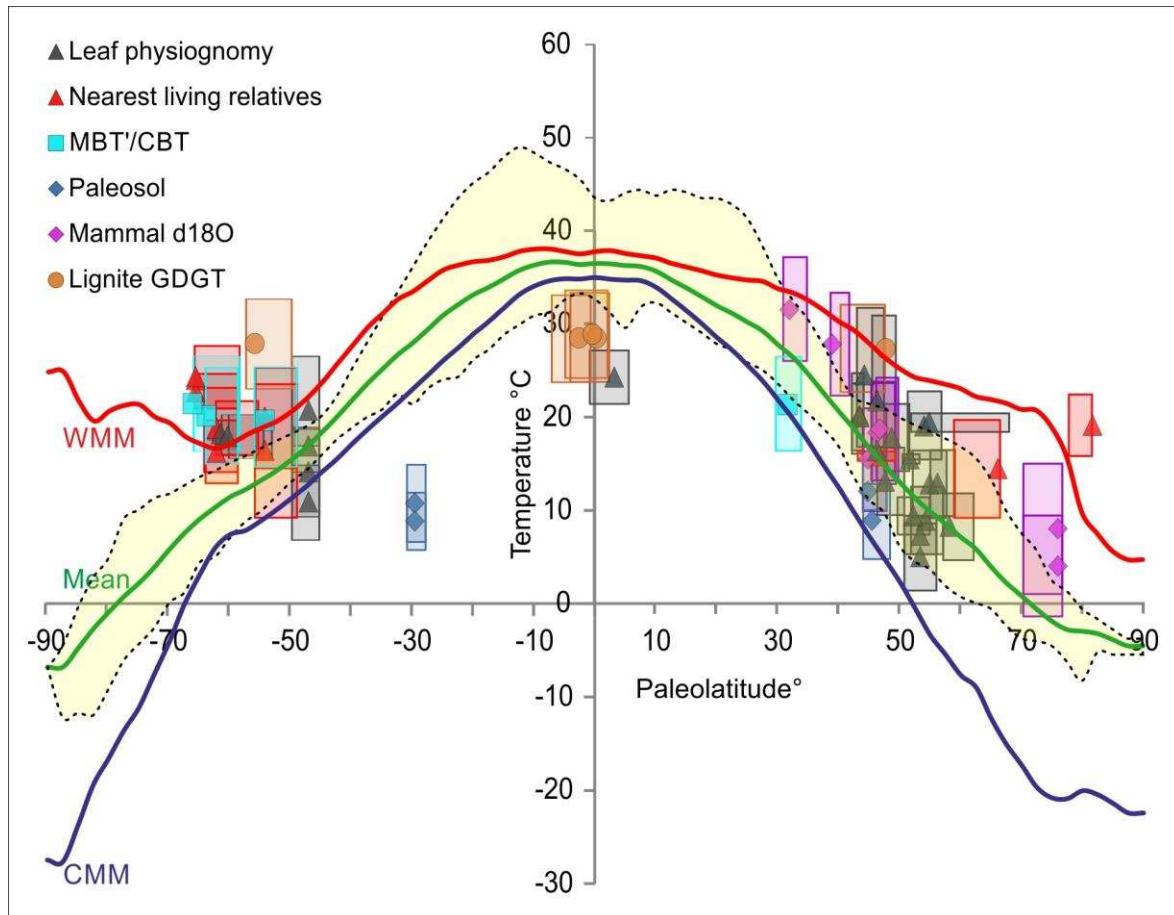 Leaf physiognomy
Nearest living relatives
MBT'/CBT
Paleosol
Mammal d18O
Lignite GDGT
60
50
40
30
20
10
0
-10
-20
-30
Temperature °C
WMM
Mean
CMM
-90 -70 -50 -30 -10 10 30 50 70 90
Paleolatitude°